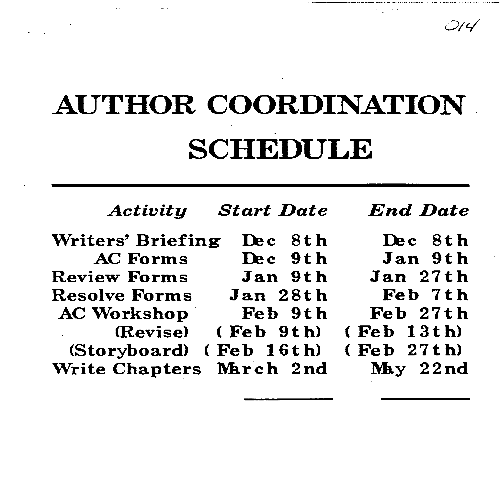 014
AUTHOR COORDINATION
SCHEDULE
Activity Start Date End Date
Writers' Briefing Dec 8th Dec 8th
AC Forms Dec 9th Jan 9th
Review Forms Jan 9th Jan 27th
Resolve Forms Jan 28th Feb 7th
AC Workshop Feb 9th Feb 27th
(Revise) (Feb 9th) (Feb 13th)
(Storyboard) (Feb 16th) (Feb 27th)
Write Chapters March 2nd May 22nd